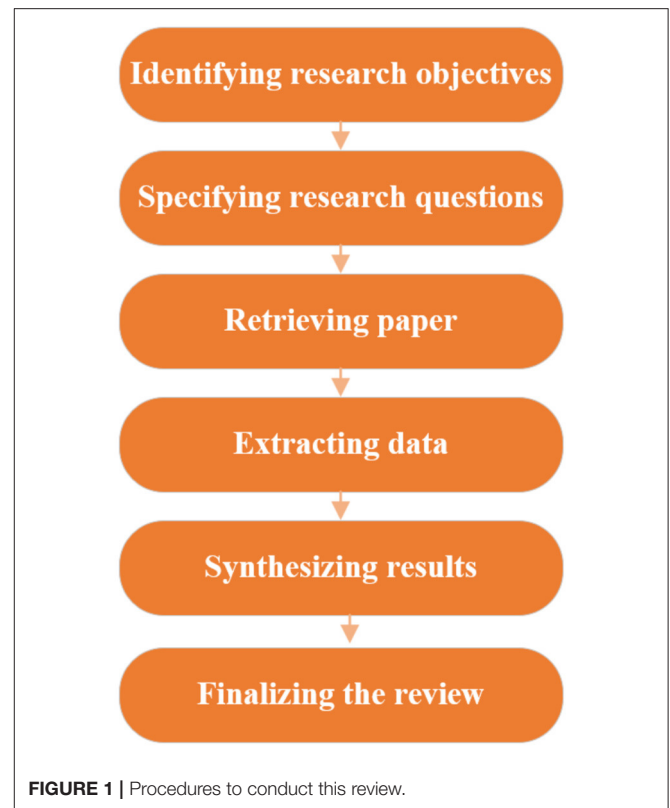 Identifying research objectives
Specifying research questions
Retrieving paper
Extracting data
Synthesizing results
Finalizing the review
FIGURE 1 | Procedures to conduct this review.